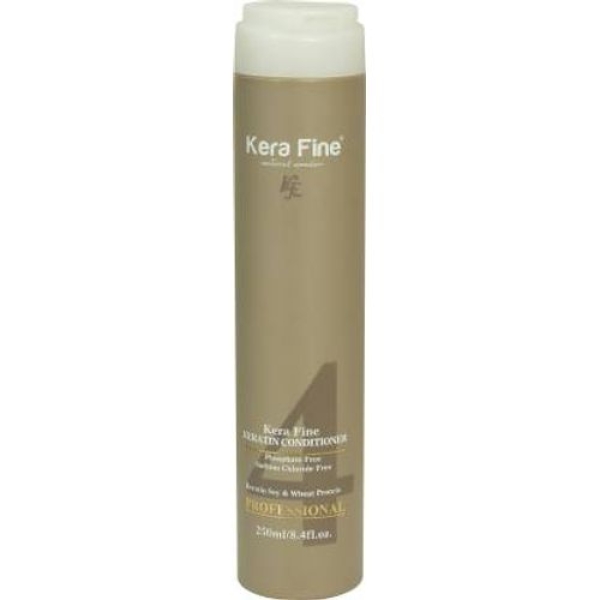 Kera Fine®
KF
4
Kera Fine
KERATIN CONDITIONER
Phosphate Free
Sodium Chloride Free
Keratin Soy & Wheat Protein
PROFESSIONAL
250ml/8.4fl.oz.